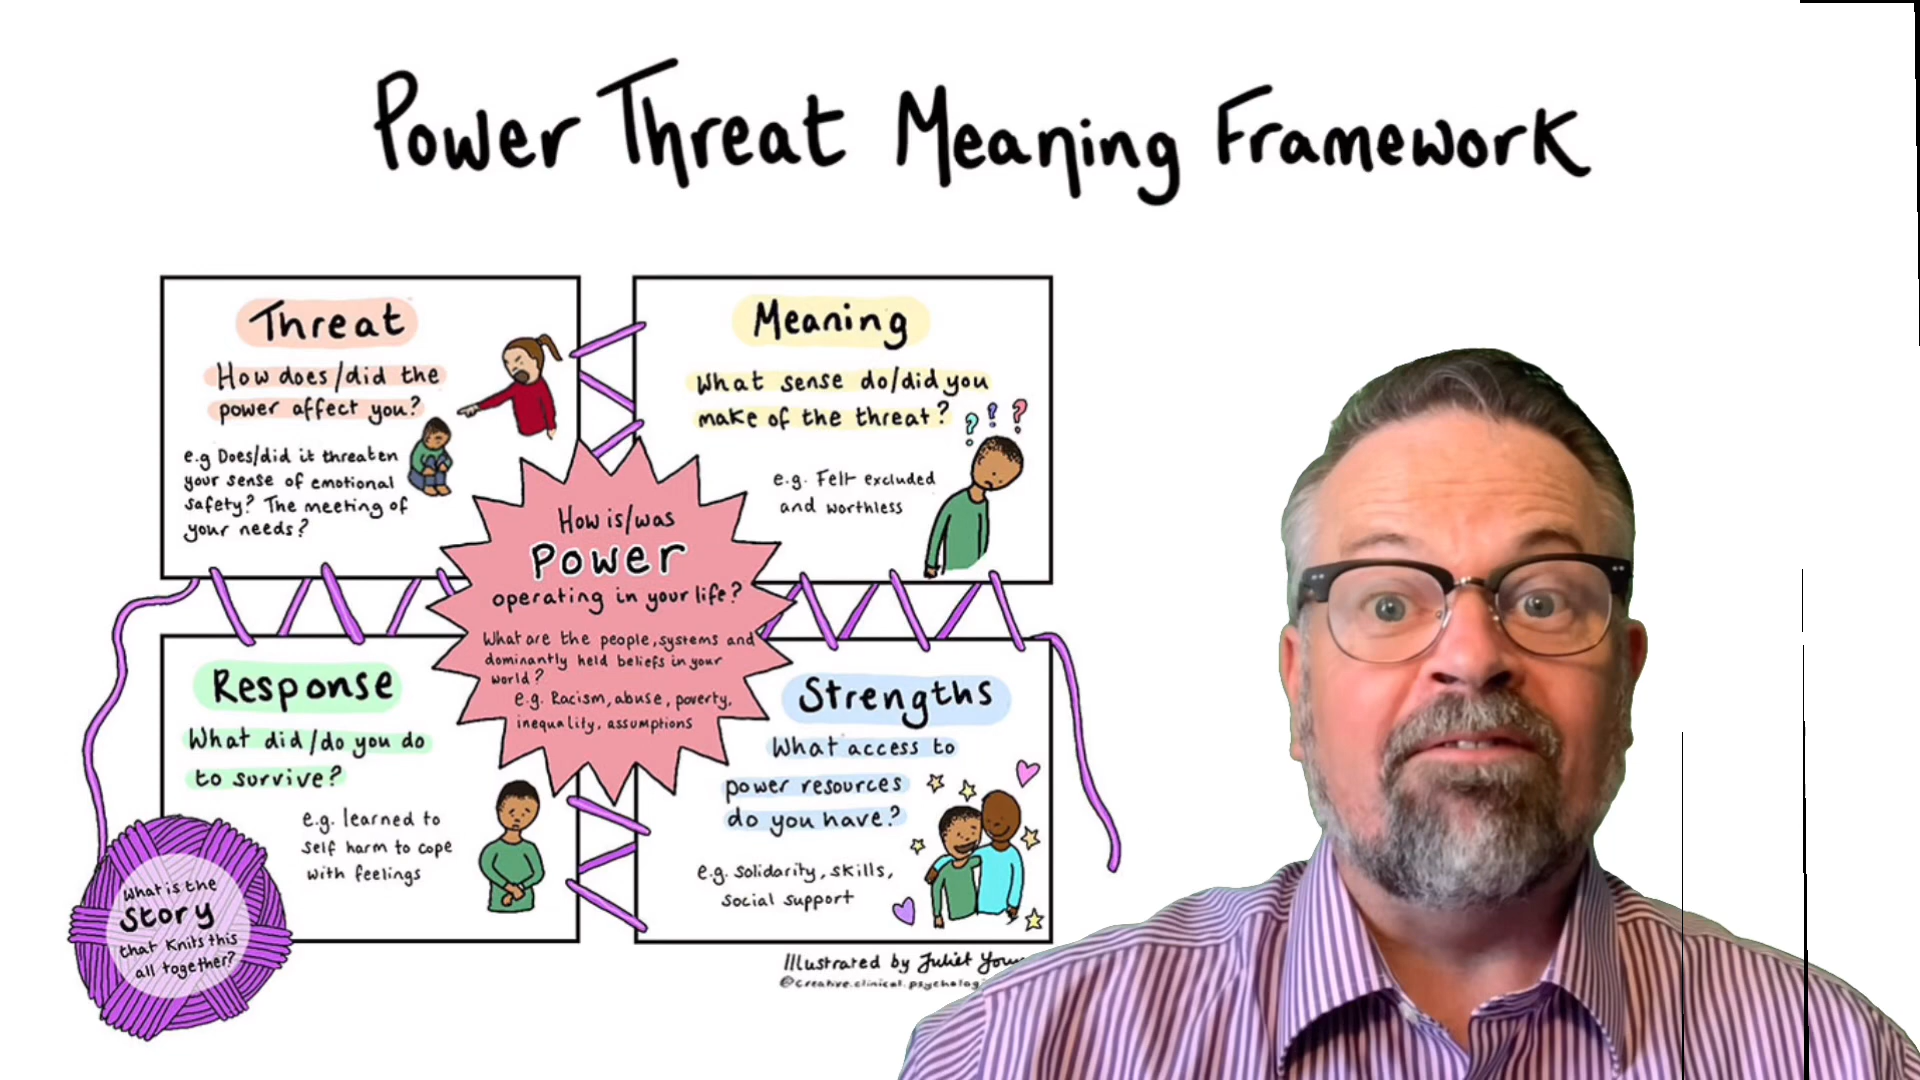 Power Threat Meaning Framework
Threat
How does/did the
power affect you?
e.g Does/did it threaten
your sense of emotional
safety? The meeting of
your needs?
Meaning
What sense do/did you
make of the threat?
? ? ?
e.g. Felt excluded
and worthless
How is/was
Power
operating in your life?
What are the people, systems and
dominantly held beliefs in your
world?
e.g. Racism, abuse, poverty,
inequality, assumptions
Response
What did/do you do
to survive?
e.g. learned to
self harm to cope
with feelings
Strengths
What access to
power resources
do you have?
e.g. solidarity, skills,
social support
What is the
Story
that knits this
all together?
Illustrated by Juliet